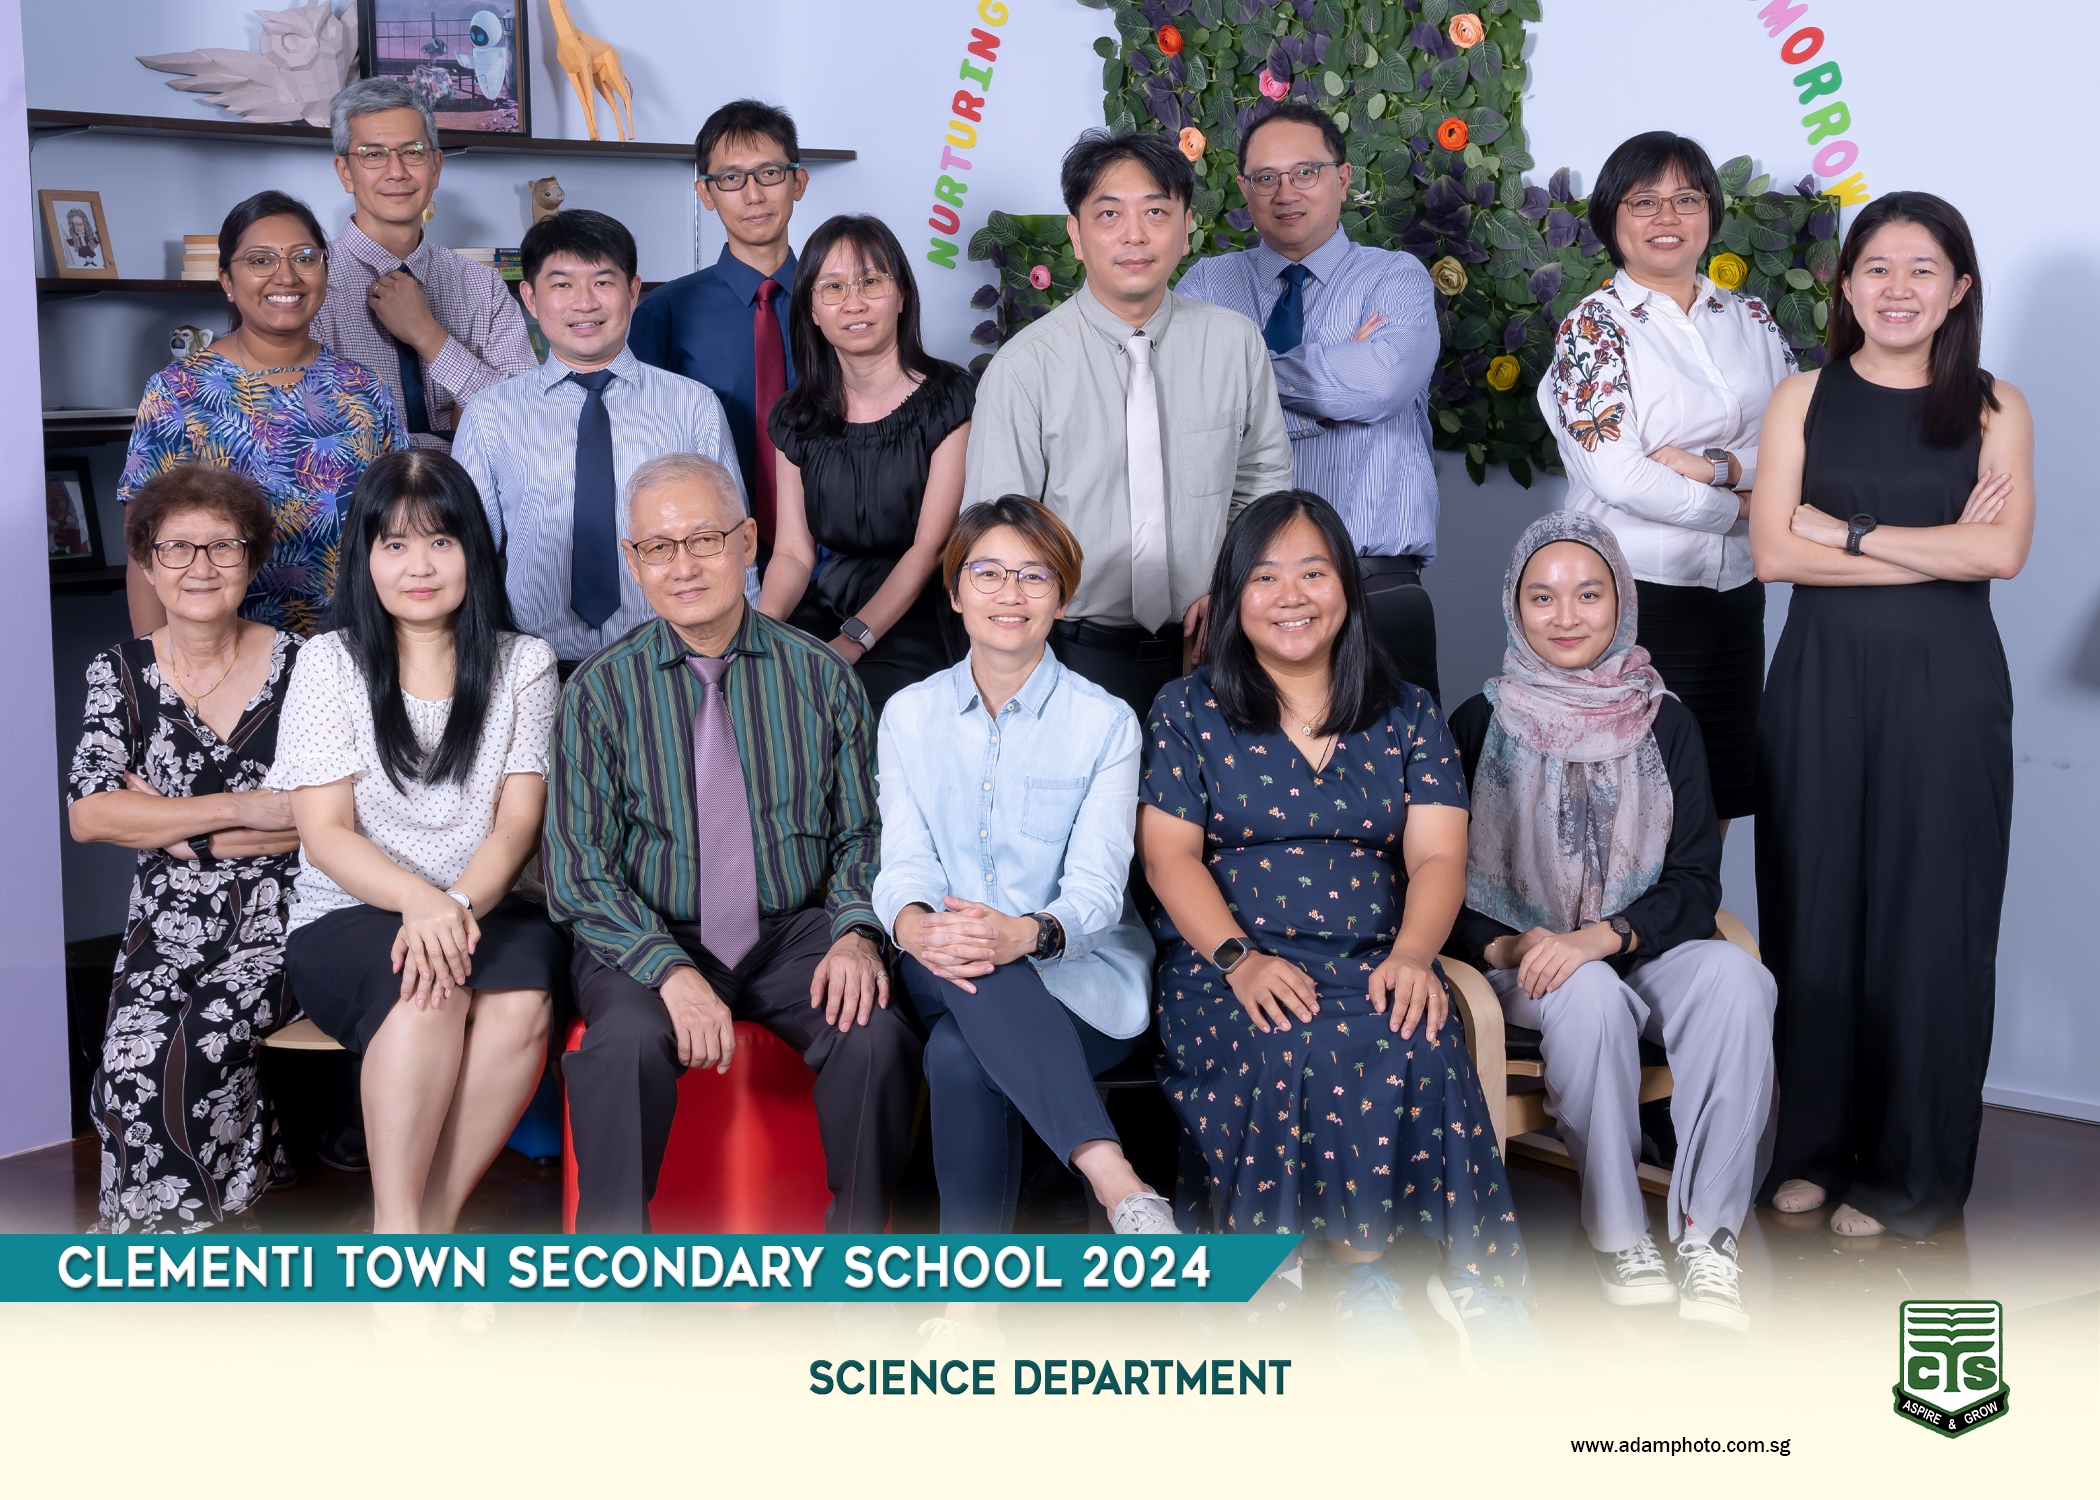 NURTURING
MORROW
CLEMENTI TOWN SECONDARY SCHOOL 2024
SCIENCE DEPARTMENT
CTS
ASPIRE & GROW
www.adamphoto.com.sg